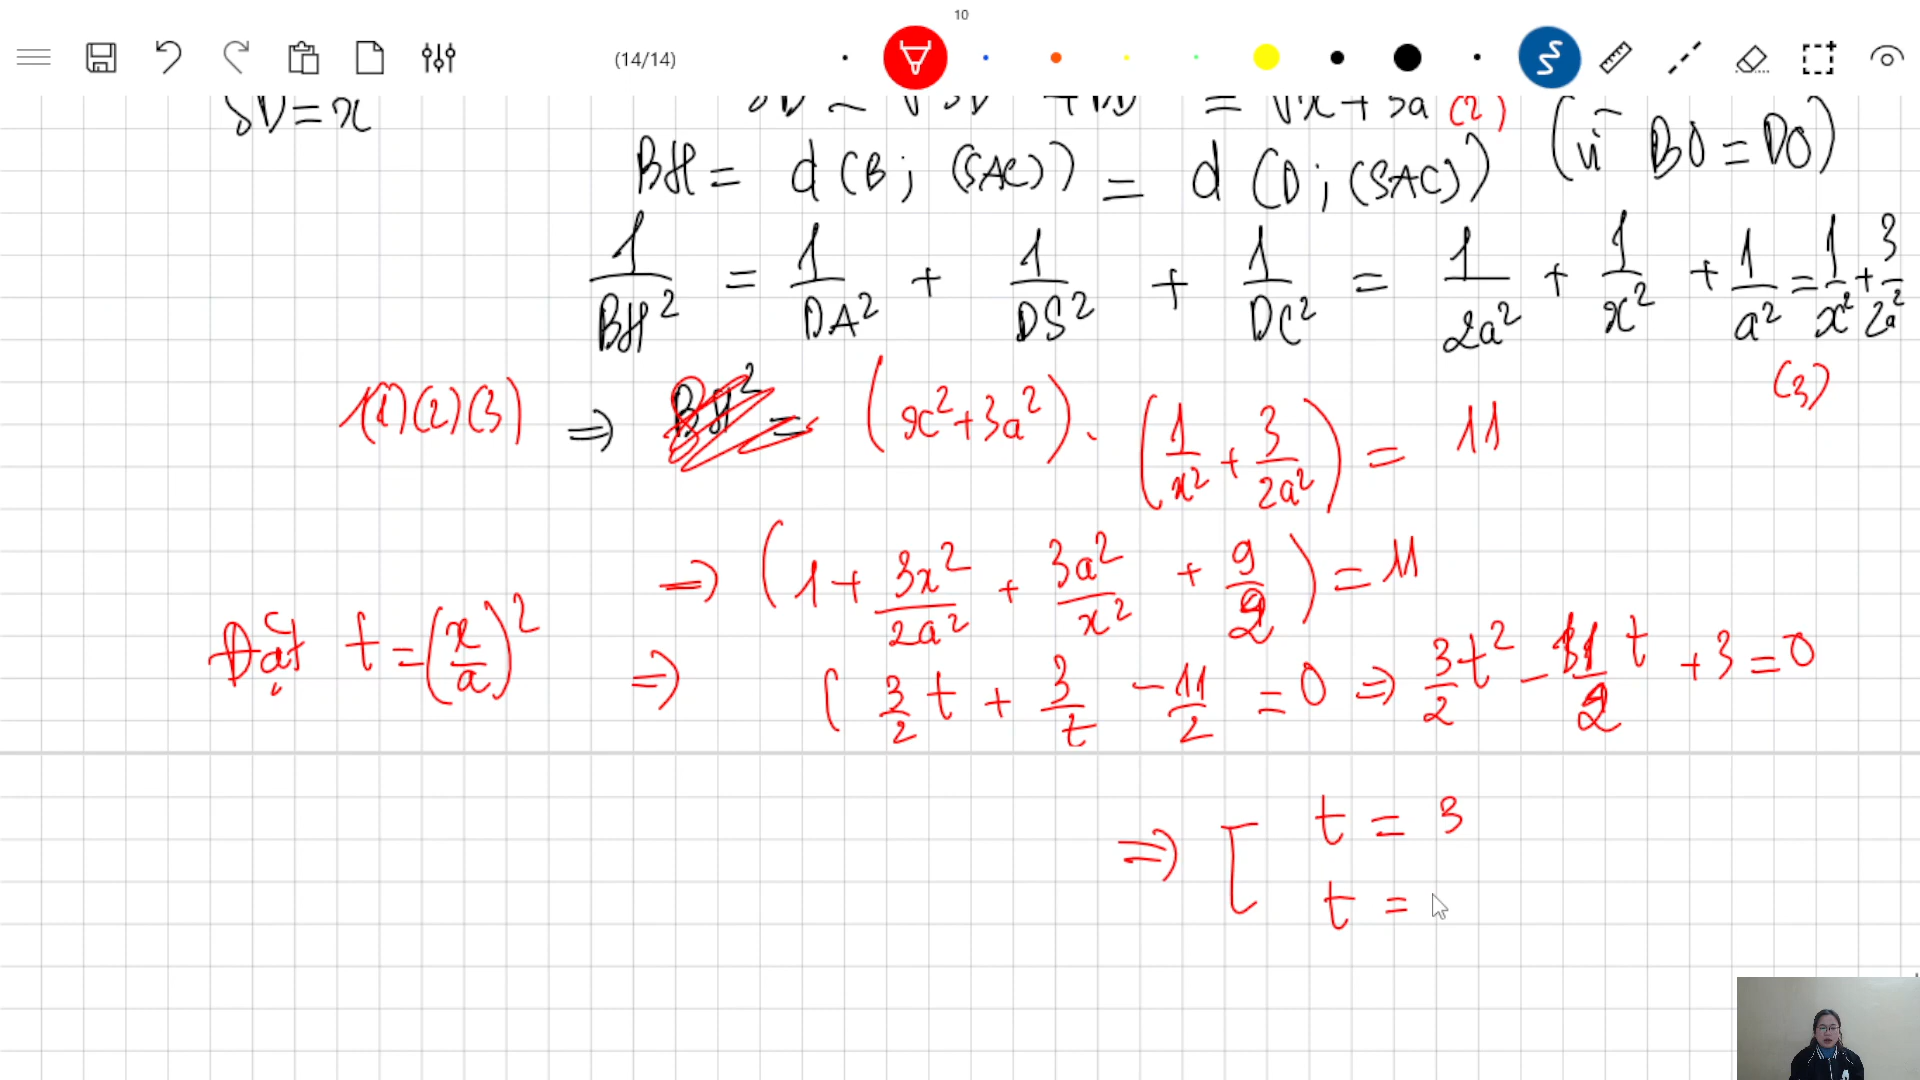 10
(14/14)
SD = x
= √x² + 3a² (2)
BH = d(B; (SAC)) = d(D; (SAC)) (vì BO = DO)
1/BH² = 1/DA² + 1/DS² + 1/DC² = 1/2a² + 1/x² + 1/a² = 1/x² + 3/2a²
(3)
(1)(2)(3) ⇒ (x² + 3a²) . (1/x² + 3/2a²) = 11
⇒ (1 + 3x²/2a² + 3a²/x² + 9/2) = 11
Đặt t = (x/a)² ⇒ ( 3/2 t + 3/t - 11/2 = 0 ⇒ 3/2 t² - 11/2 t + 3 = 0
⇒ [ t = 3
t =